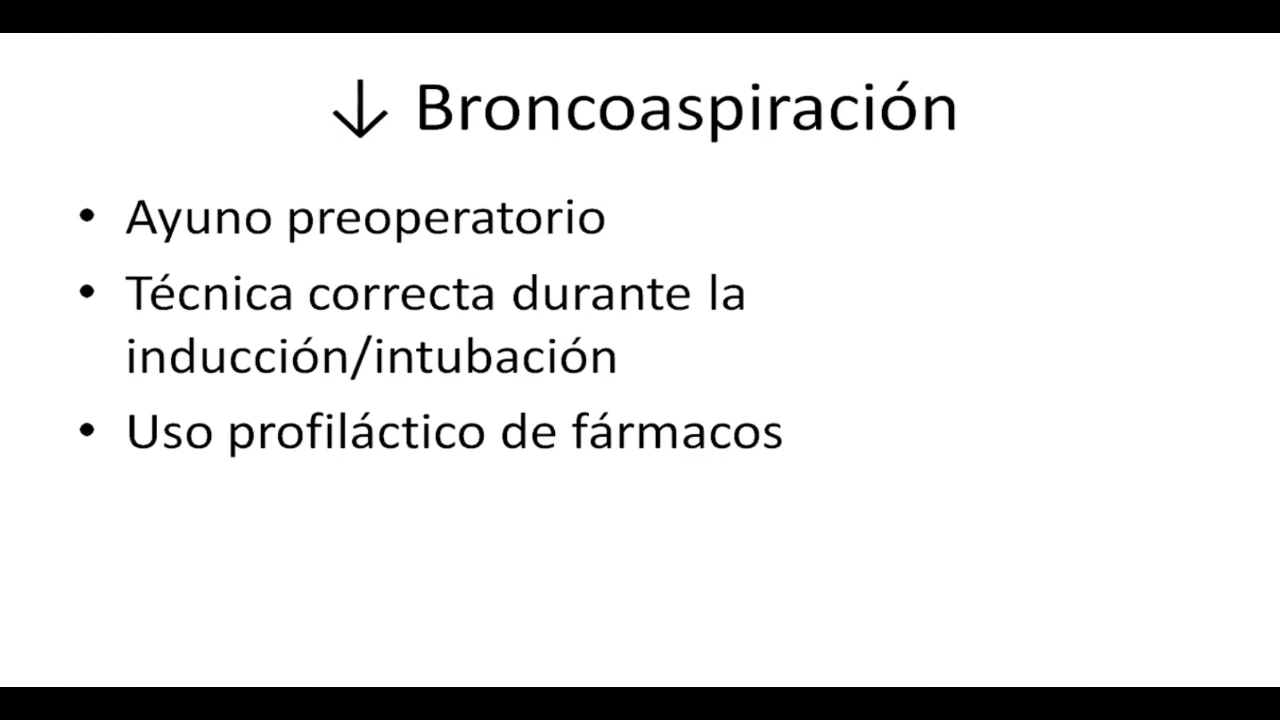 ↓ Broncoaspiración
• Ayuno preoperatorio
• Técnica correcta durante la
inducción/intubación
• Uso profiláctico de fármacos